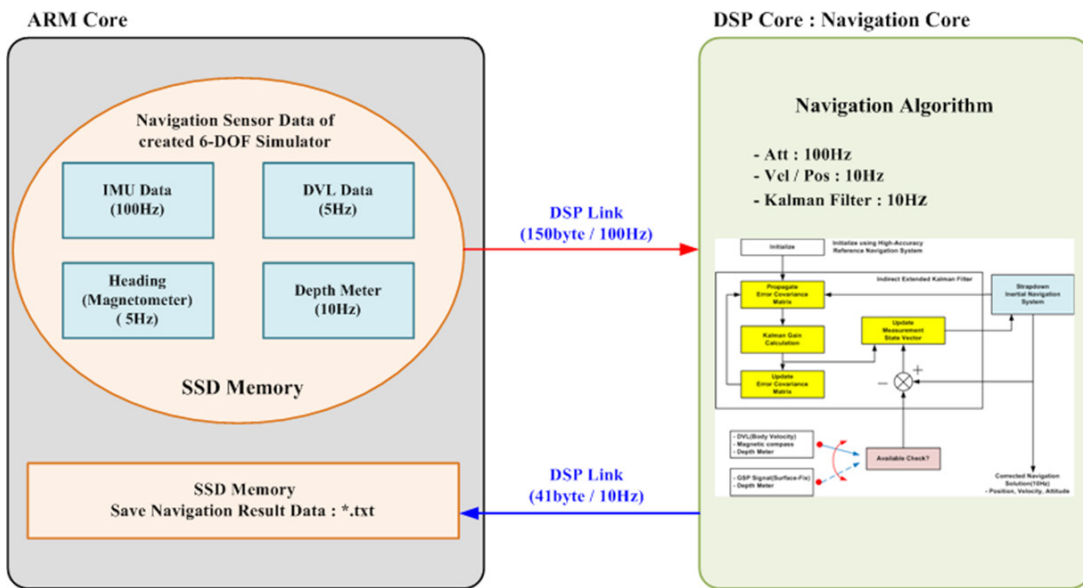 ARM Core
Navigation Sensor Data of
created 6-DOF Simulator
IMU Data
(100Hz)
DVL Data
(5Hz)
Heading
(Magnetometer)
( 5Hz)
Depth Meter
(10Hz)
SSD Memory
SSD Memory
Save Navigation Result Data : *.txt
DSP Link
(150byte / 100Hz)
DSP Link
(41byte / 10Hz)
DSP Core : Navigation Core
Navigation Algorithm
- Att : 100Hz
- Vel / Pos : 10Hz
- Kalman Filter : 10Hz
Initialize
Initialize using High-Accuracy
Reference Navigation System
Indirect Extended Kalman Filter
Propagate
Error Covariance
Matrix
Strapdown
Inertial Navigation
System
Kalman Gain
Calculation
Update
Measurement
State Vector
Update
Error Covariance
Matrix
+
−
- DVL(Body Velocity)
- Magnetic compass
- Depth Meter
- GSP Signal(Surface-Fix)
- Depth Meter
Available Check?
Corrected Navigation
Solution(10Hz)
- Position, Velocity, Attitude